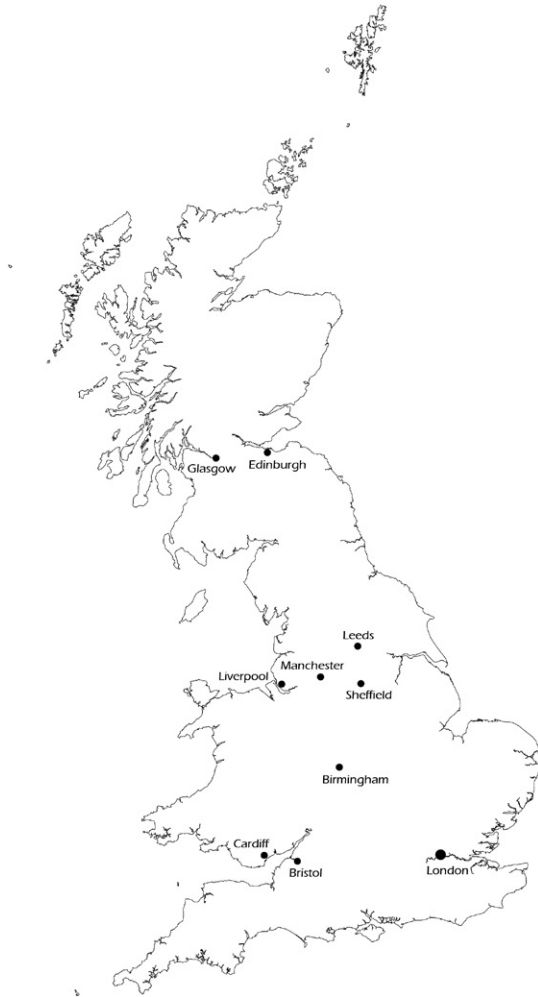 Edinburgh
Glasgow
Leeds
Manchester
Liverpool
Sheffield
Birmingham
Cardiff
London
Bristol